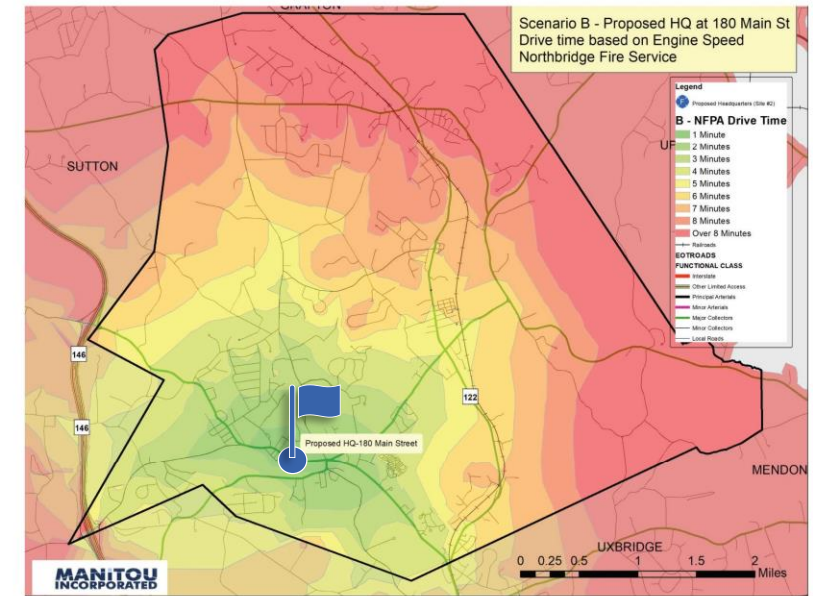 GRAFTON
Scenario B - Proposed HQ at 180 Main St
Drive time based on Engine Speed
Northbridge Fire Service
Legend
F Proposed Headquarters (Site #2)
B - NFPA Drive Time
1 Minute
2 Minutes
3 Minutes
4 Minutes
5 Minutes
6 Minutes
7 Minutes
8 Minutes
Over 8 Minutes
Railroads
EOTROADS
FUNCTIONAL CLASS
Interstate
Other Limited Access
Principal Arterials
Minor Arterials
Major Collectors
Minor Collectors
Local Roads
SUTTON
146
146
122
Proposed HQ-180 Main Street
MENDON
UXBRIDGE
0 0.25 0.5 1 1.5 2
Miles
MANITOU
INCORPORATED